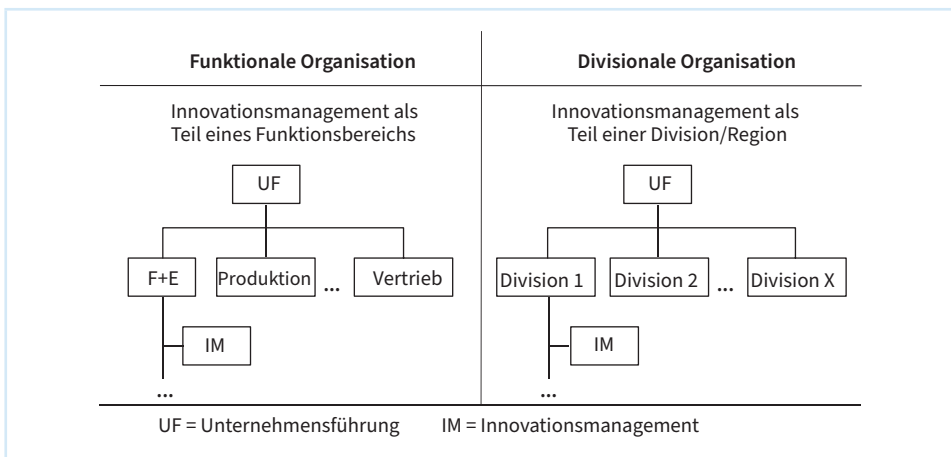 Funktionale Organisation
Divisionale Organisation
Innovationsmanagement als
Teil eines Funktionsbereichs
Innovationsmanagement als
Teil einer Division/Region
UF
UF
F+E
Produktion
...
Vertrieb
Division 1
Division 2
...
Division X
IM
IM
...
...
UF = Unternehmensführung
IM = Innovationsmanagement